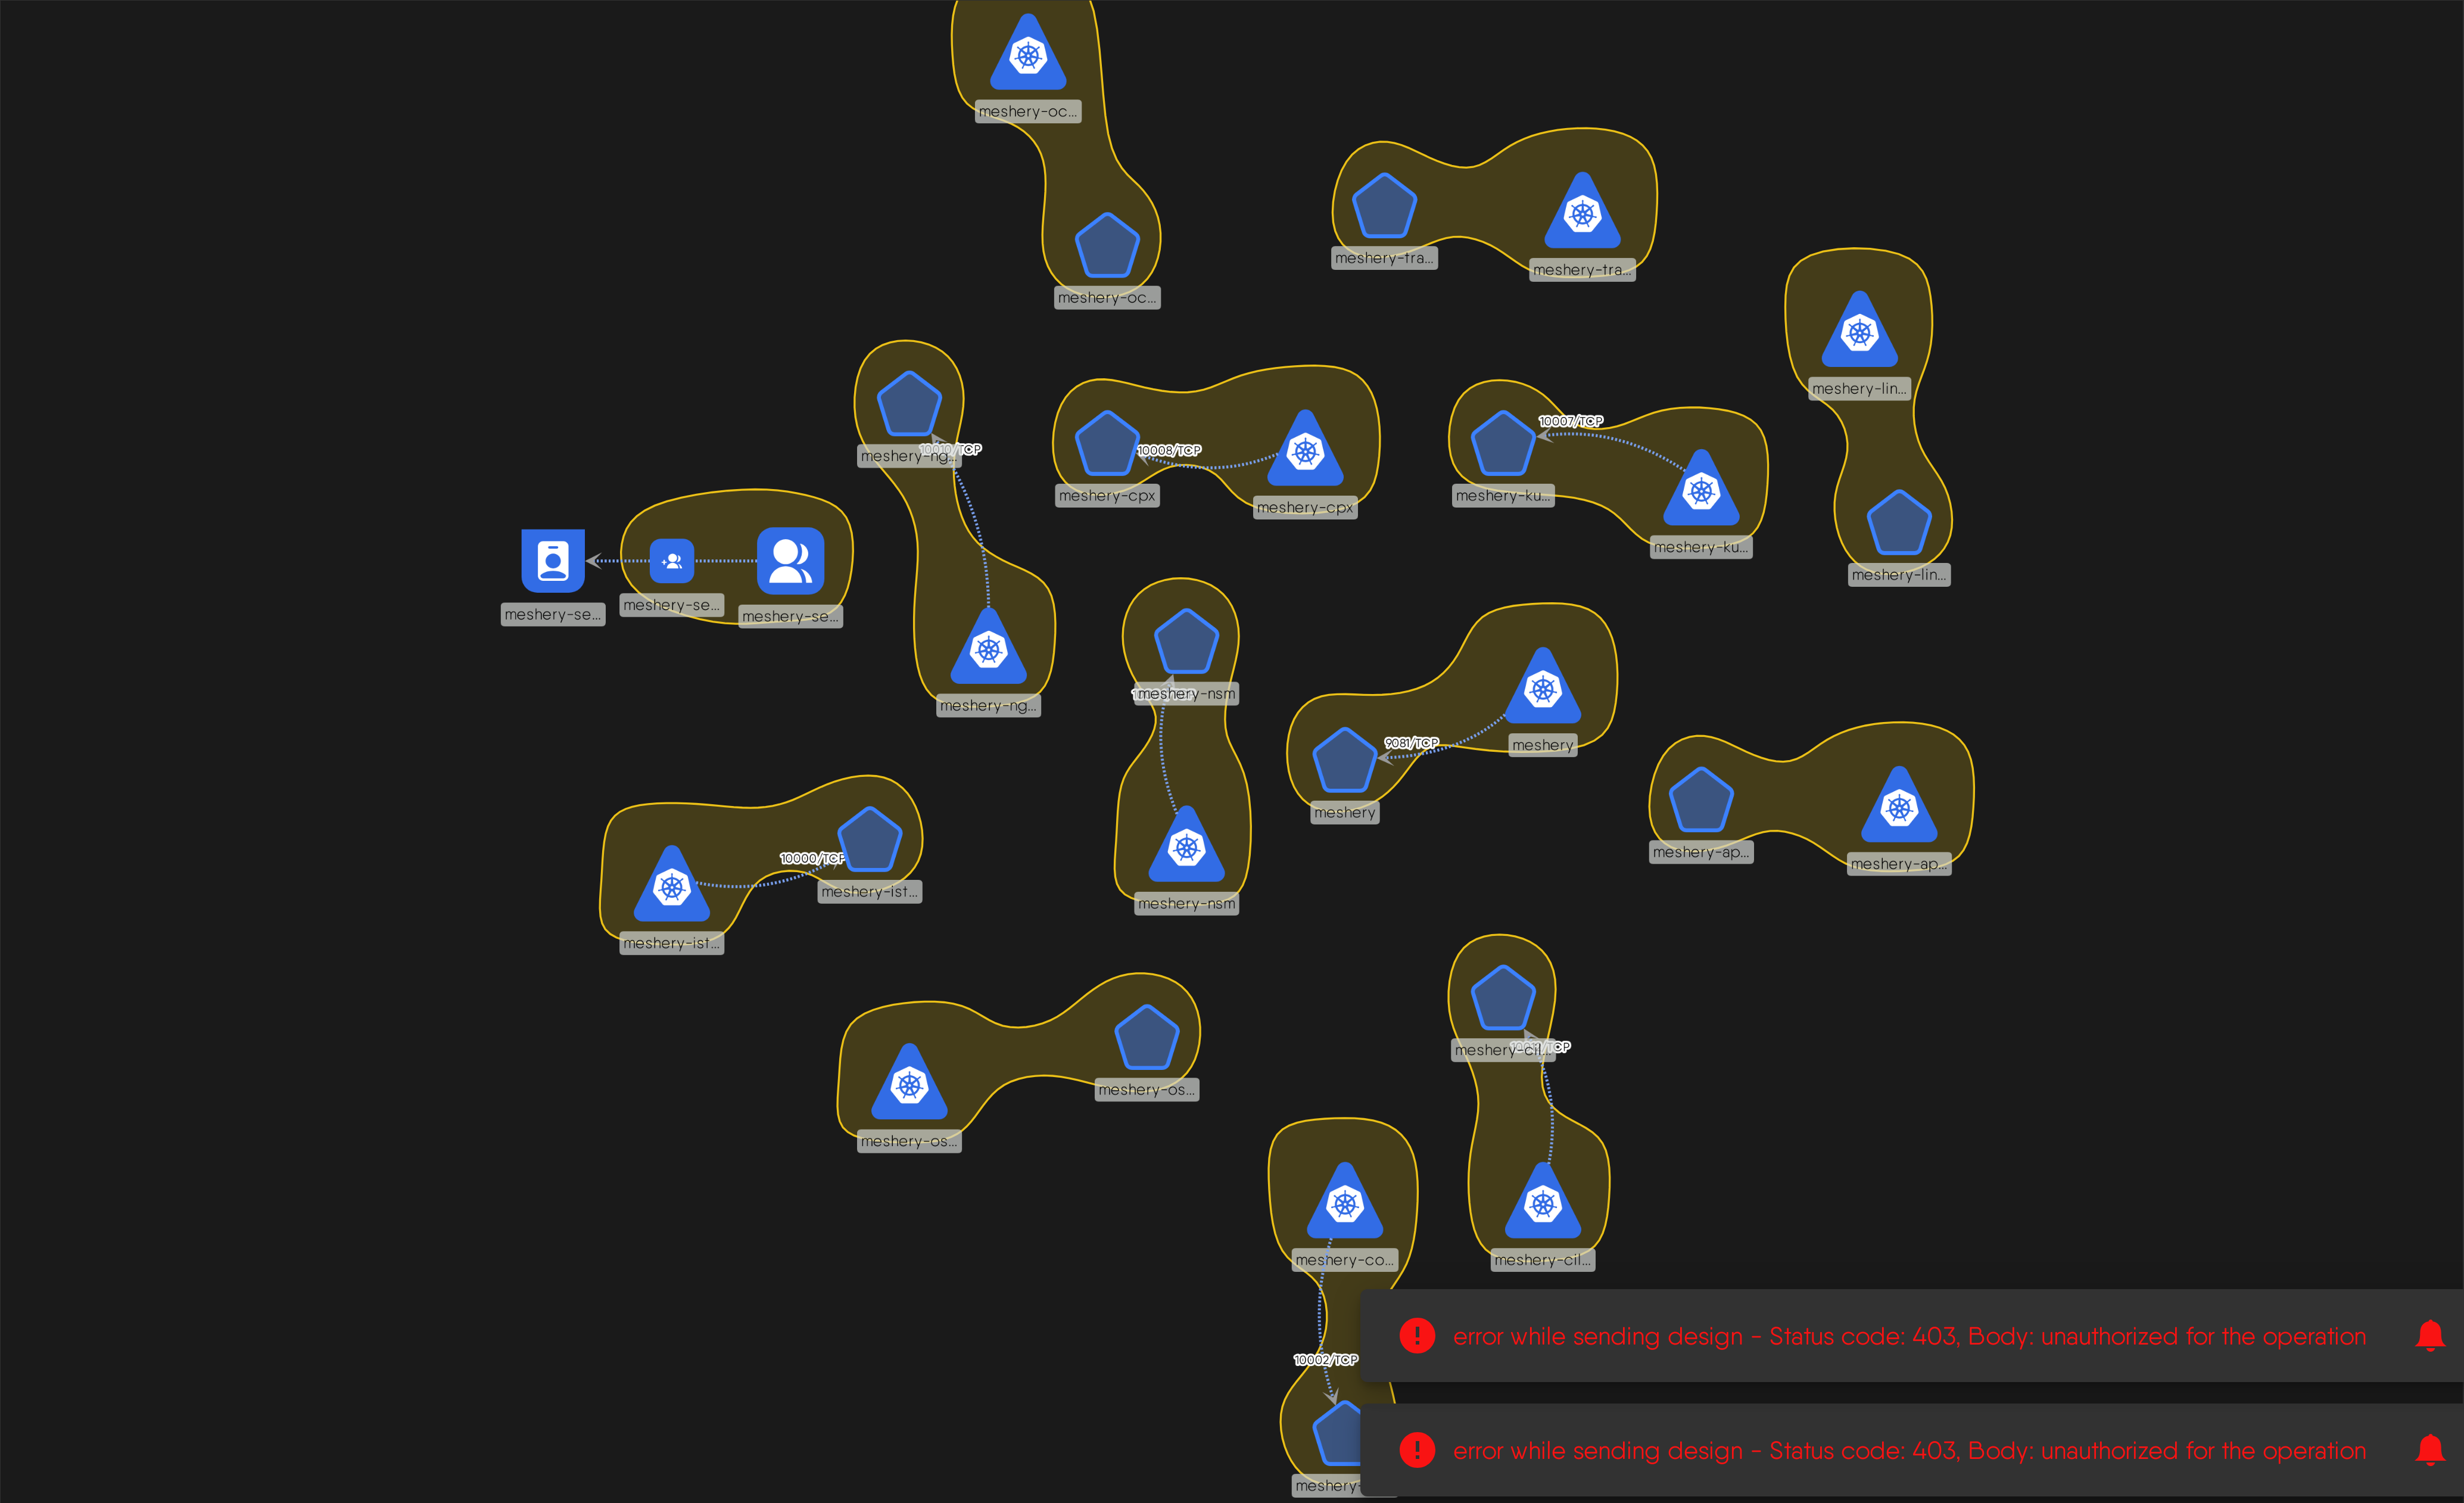 meshery-oc...
meshery-oc...
meshery-tra...
meshery-tra...
meshery-lin...
meshery-ng...
10008/TCP
meshery-cpx
meshery-cpx
10007/TCP
meshery-ku...
meshery-ku...
meshery-lin...
meshery-se...
meshery-se...
meshery-se...
meshery-ng...
meshery-nsm
meshery
9081/TCP
meshery
meshery-ap...
meshery-ap...
10000/TCP
meshery-ist...
meshery-ist...
meshery-nsm
meshery-cil...
meshery-os...
meshery-os...
meshery-co...
meshery-cil...
error while sending design - Status code: 403, Body: unauthorized for the operation
10002/TCP
error while sending design - Status code: 403, Body: unauthorized for the operation